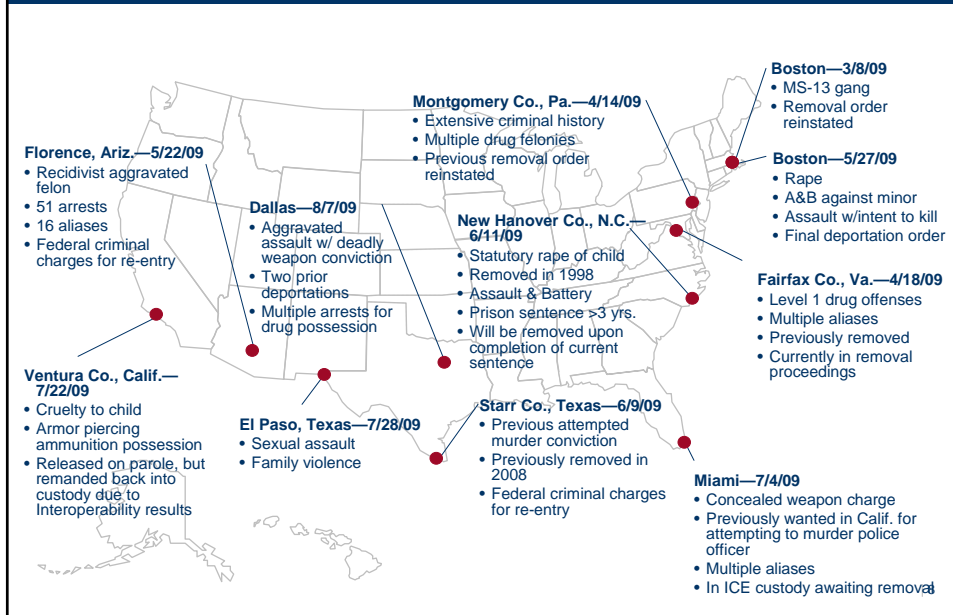 Boston—3/8/09
• MS-13 gang
• Removal order
reinstated
Montgomery Co., Pa.—4/14/09
• Extensive criminal history
• Multiple drug felonies
• Previous removal order
reinstated
Florence, Ariz.—5/22/09
• Recidivist aggravated
felon
• 51 arrests
• 16 aliases
• Federal criminal
charges for re-entry
Boston—5/27/09
• Rape
• A&B against minor
• Assault w/intent to kill
• Final deportation order
Dallas—8/7/09
• Aggravated
assault w/ deadly
weapon conviction
• Two prior
deportations
• Multiple arrests for
drug possession
New Hanover Co., N.C.—
6/11/09
• Statutory rape of child
• Removed in 1998
• Assault & Battery
• Prison sentence >3 yrs.
• Will be removed upon
completion of current
sentence
Fairfax Co., Va.—4/18/09
• Level 1 drug offenses
• Multiple aliases
• Previously removed
• Currently in removal
proceedings
Ventura Co., Calif.—
7/22/09
• Cruelty to child
• Armor piercing
ammunition possession
• Released on parole, but
remanded back into
custody due to
Interoperability results
El Paso, Texas—7/28/09
• Sexual assault
• Family violence
Starr Co., Texas—6/9/09
• Previous attempted
murder conviction
• Previously removed in
2008
• Federal criminal charges
for re-entry
Miami—7/4/09
• Concealed weapon charge
• Previously wanted in Calif. for
attempting to murder police
officer
• Multiple aliases
• In ICE custody awaiting removal
8